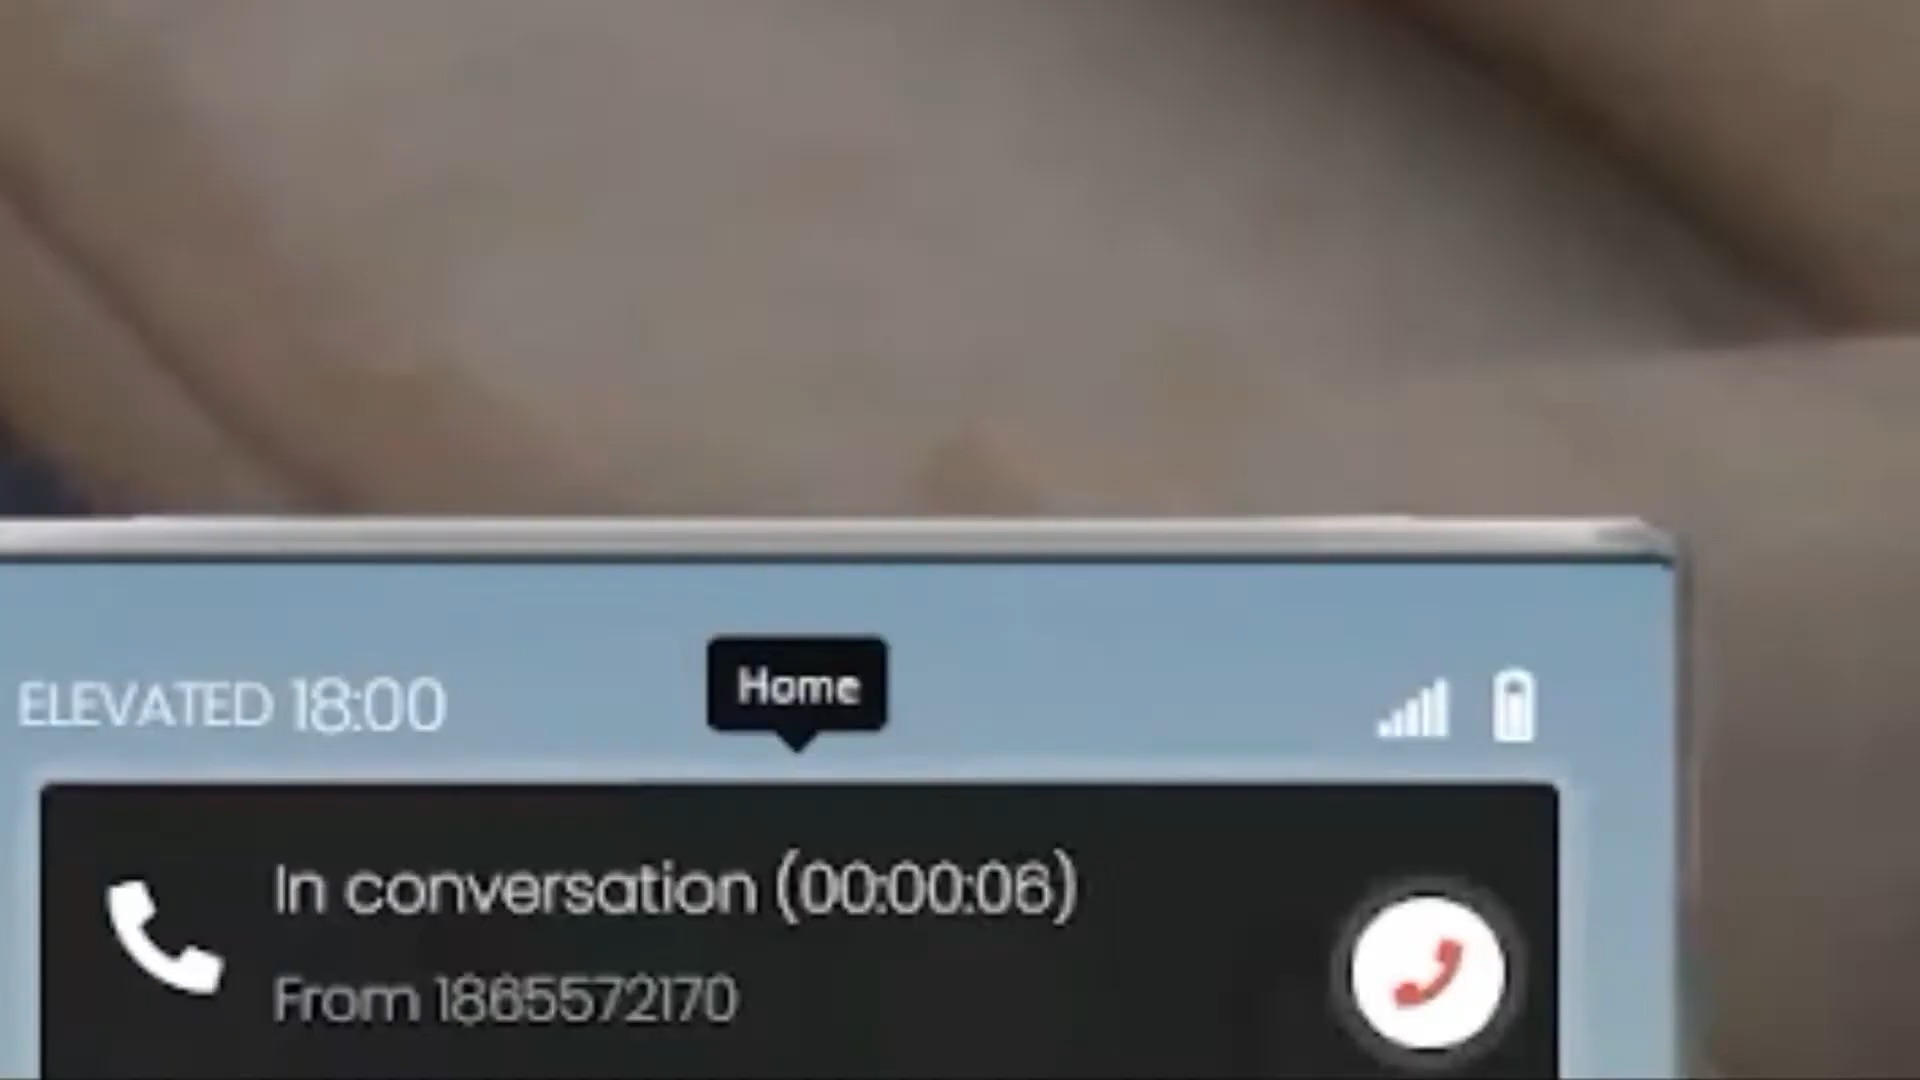 ELEVATED 18:00
Home
In conversation (00:00:06)
From 1865572170